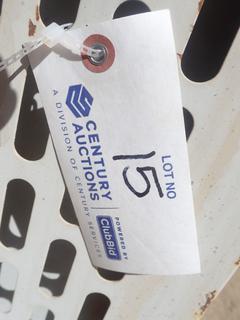 CENTURY
AUCTIONS
A DIVISION OF CENTURY SERVICES
POWERED BY
ClubBid
LOT NO
15